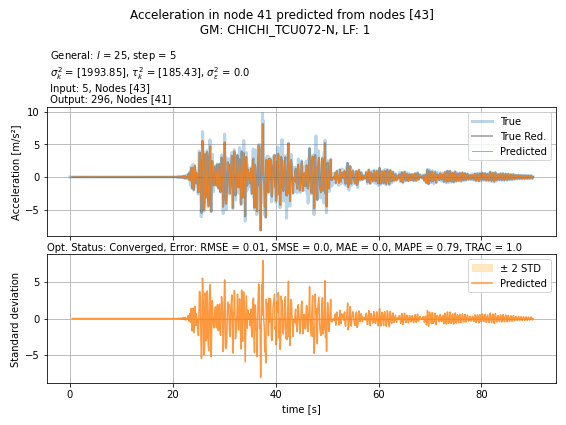 Acceleration in node 41 predicted from nodes [43]
GM: CHICHI_TCU072-N, LF: 1
General: l = 25, step = 5
σ²ₖ = [1993.85], τ²ₖ = [185.43], σ²ε = 0.0
Input: 5, Nodes [43]
Output: 296, Nodes [41]
Acceleration [m/s²]
10
5
0
−5
True
True Red.
Predicted
Opt. Status: Converged, Error: RMSE = 0.01, SMSE = 0.0, MAE = 0.0, MAPE = 0.79, TRAC = 1.0
Standard deviation
5
0
−5
± 2 STD
Predicted
0 20 40 60 80
time [s]